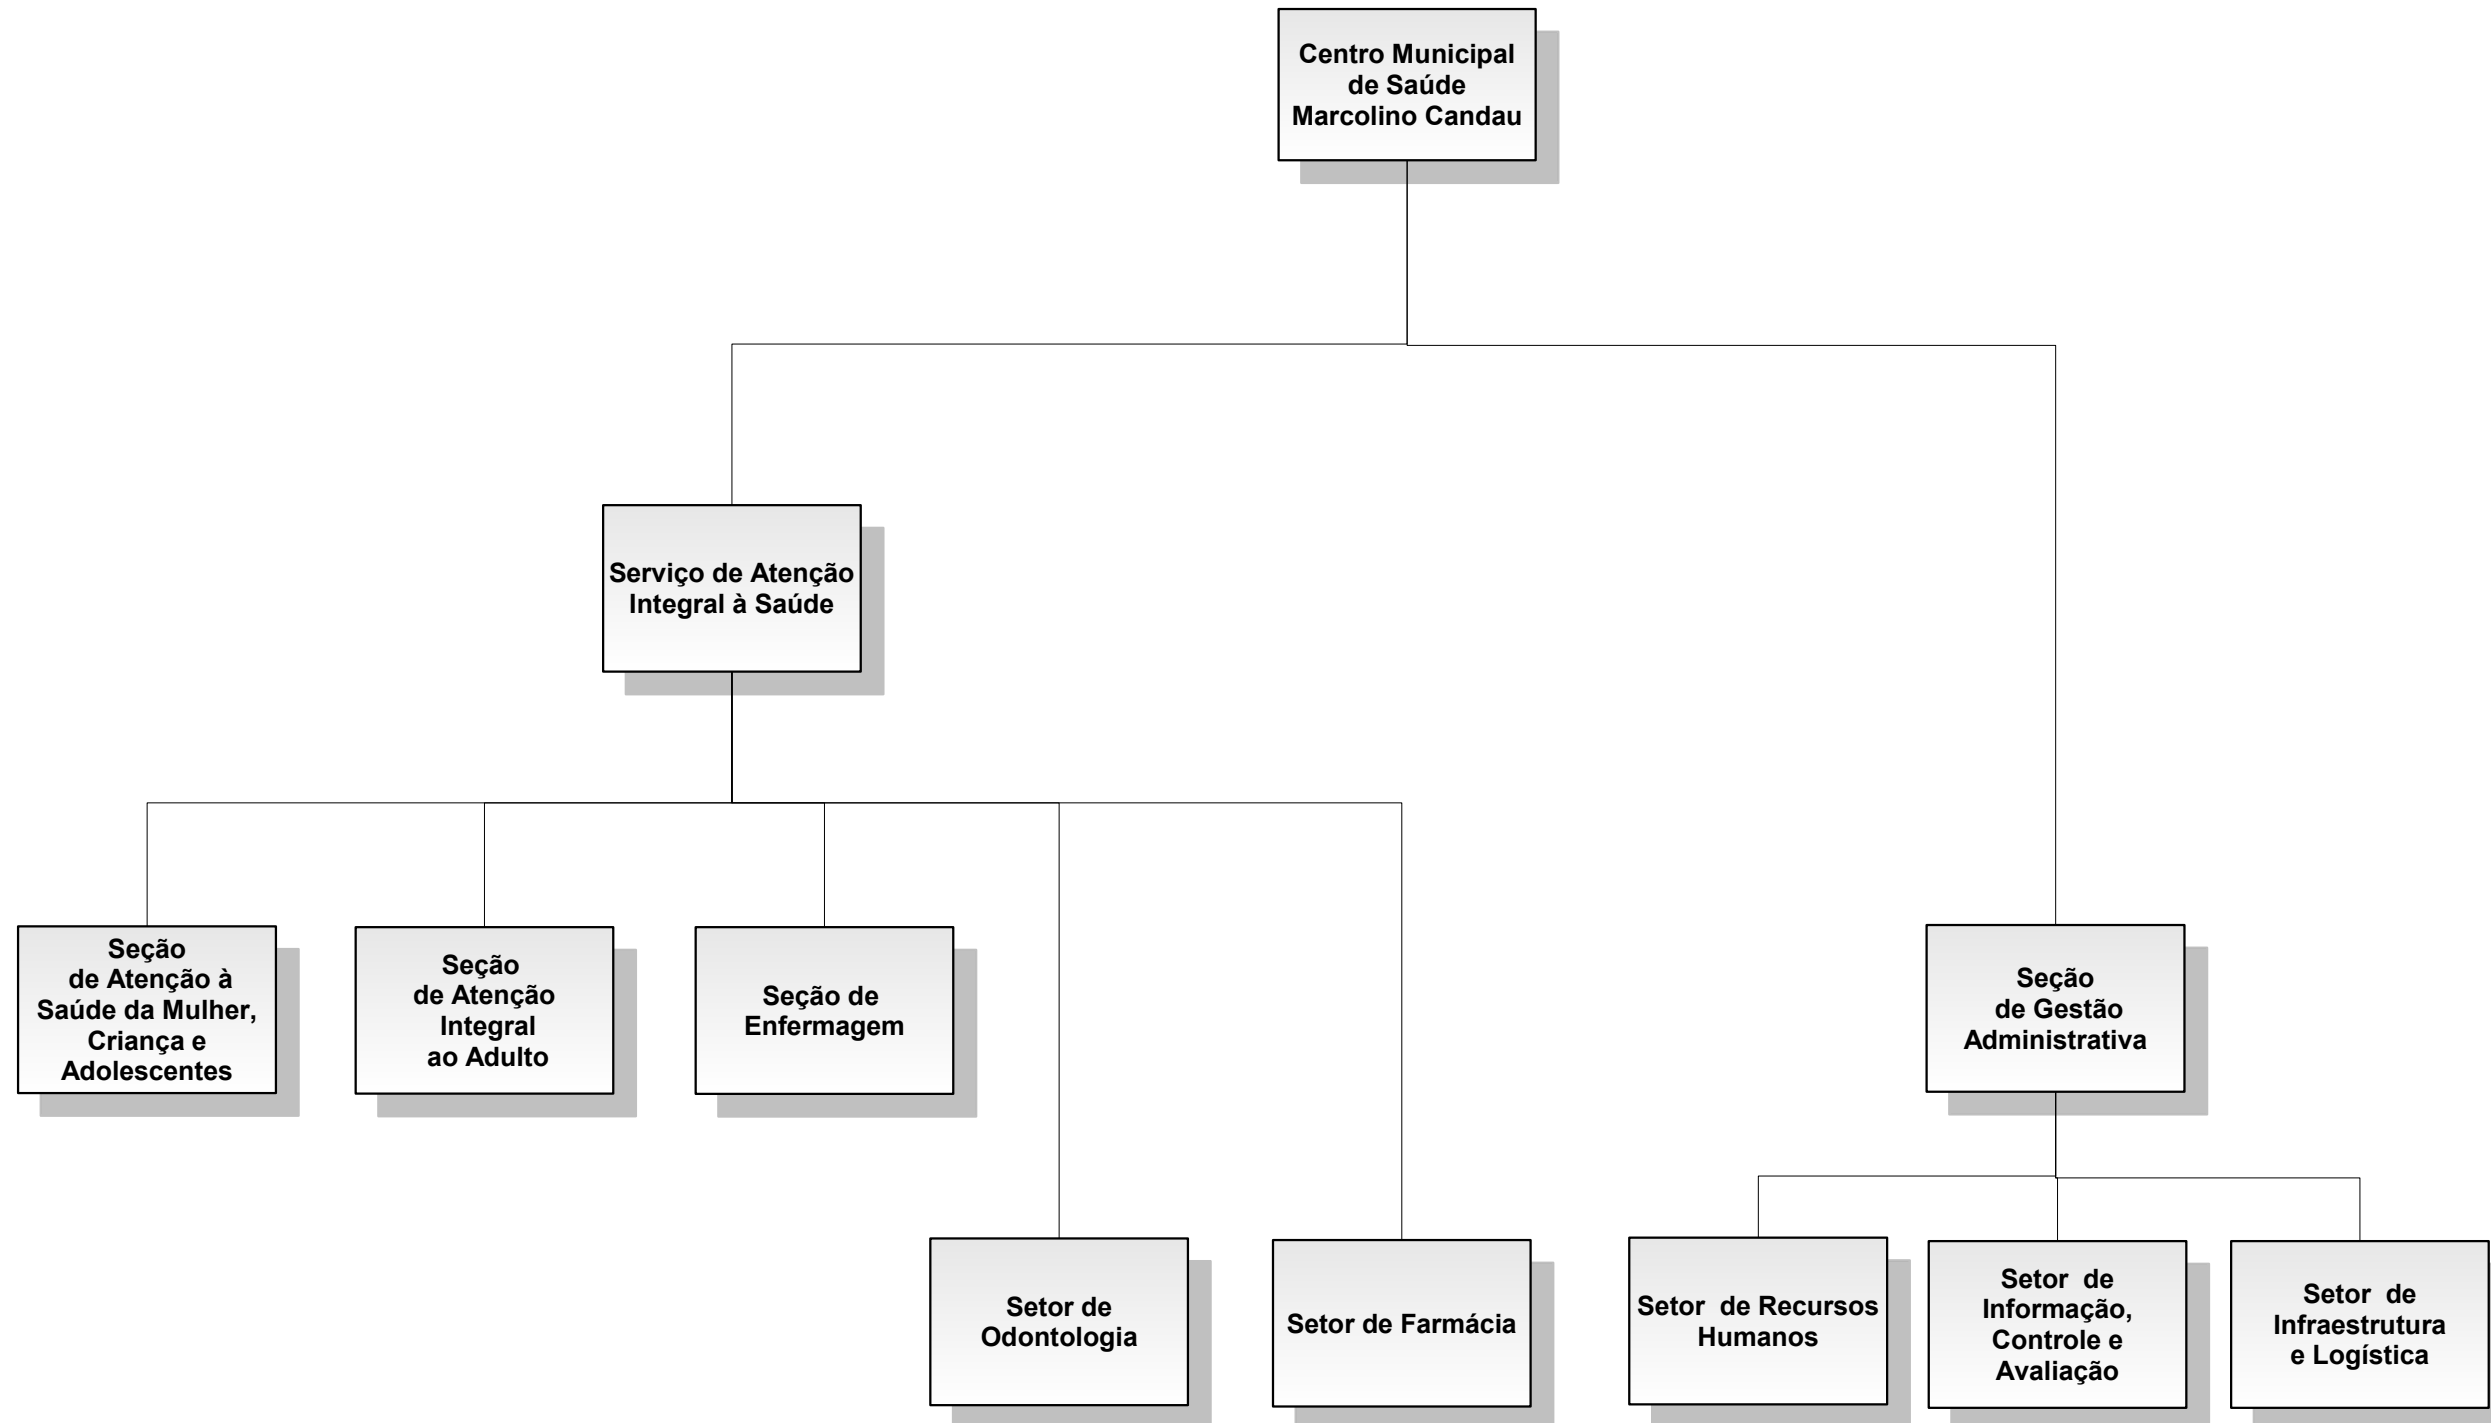 Centro Municipal
de Saúde
Marcolino Candau
Serviço de Atenção
Integral à Saúde
Seção
de Atenção à
Saúde da Mulher,
Criança e
Adolescentes
Seção
de Atenção
Integral
ao Adulto
Seção de
Enfermagem
Seção
de Gestão
Administrativa
Setor de
Odontologia
Setor de Farmácia
Setor de Recursos
Humanos
Setor de
Informação,
Controle e
Avaliação
Setor de
Infraestrutura
e Logística